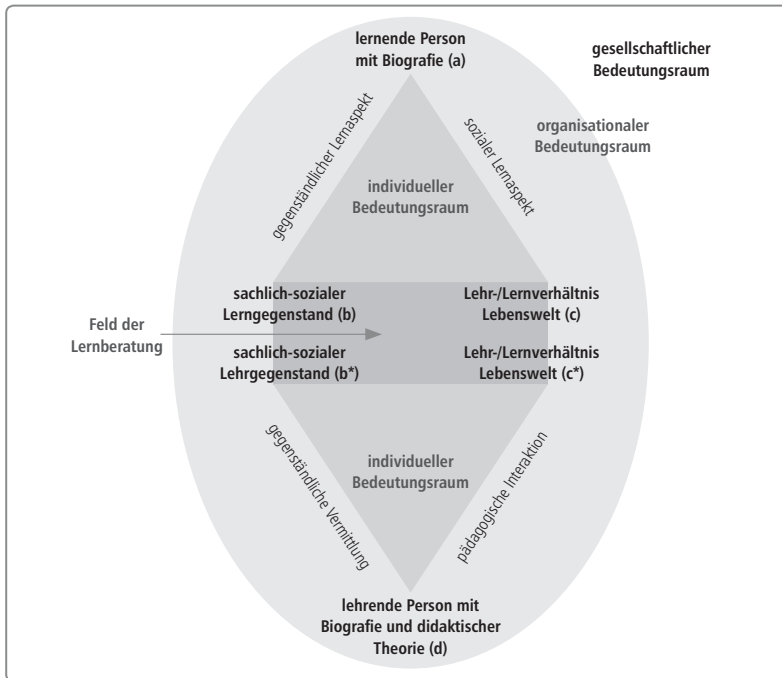 lernende Person
mit Biografie (a)
gesellschaftlicher
Bedeutungsraum
organisationaler
Bedeutungsraum
gegenständlicher Lernaspekt
sozialer Lernaspekt
individueller
Bedeutungsraum
sachlich-sozialer
Lerngegenstand (b)
Lehr-/Lernverhältnis
Lebenswelt (c)
Feld der
Lernberatung
sachlich-sozialer
Lehrgegenstand (b*)
Lehr-/Lernverhältnis
Lebenswelt (c*)
gegenständliche Vermittlung
individueller
Bedeutungsraum
pädagogische Interaktion
lehrende Person mit
Biografie und didaktischer
Theorie (d)